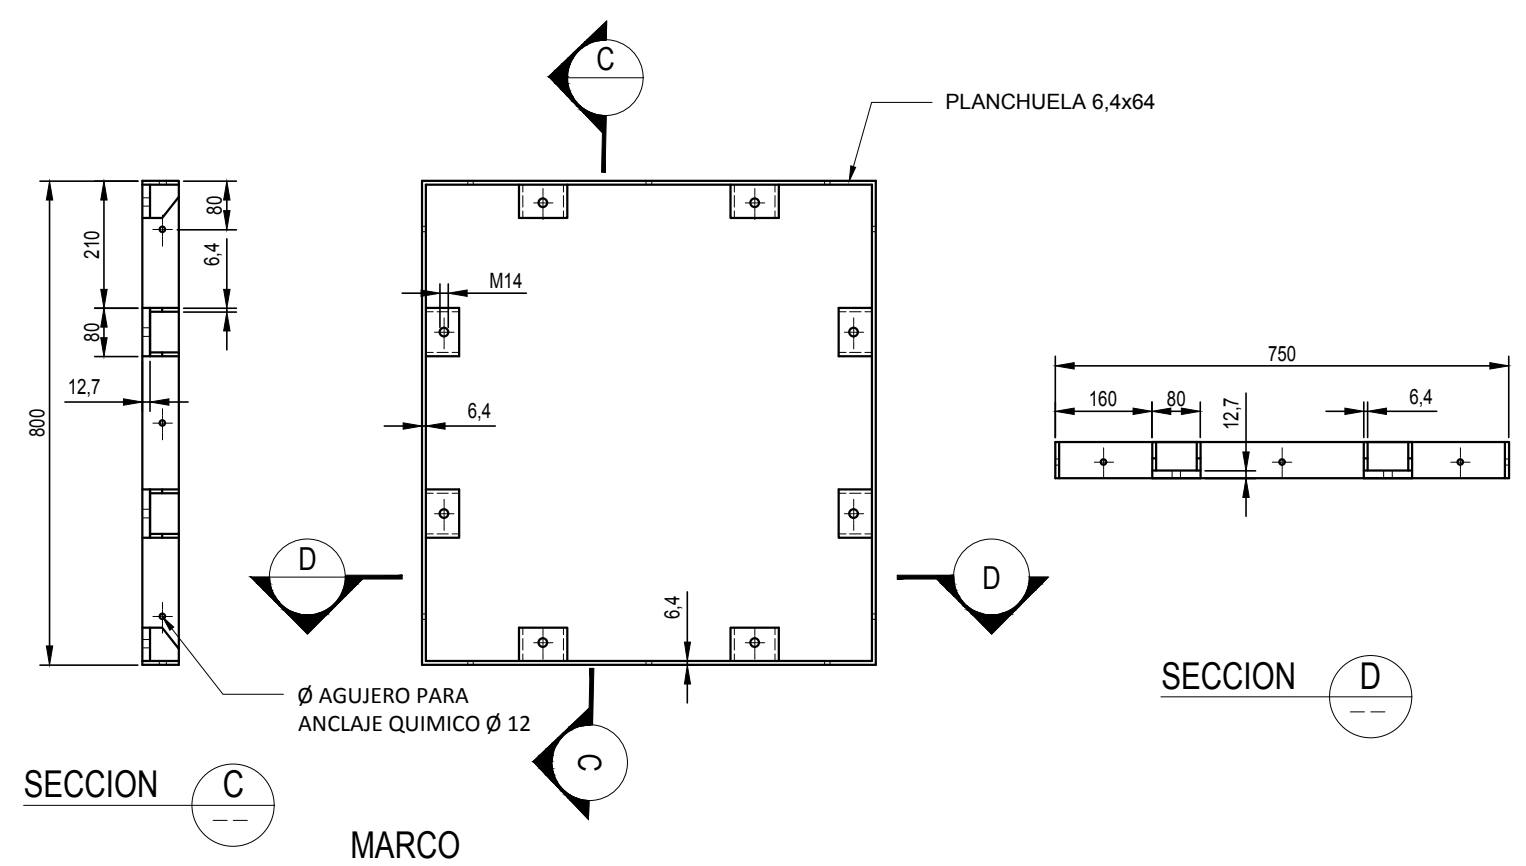 C
PLANCHUELA 6,4x64
80
210
6,4
M14
80
12,7
800
6,4
750
160
80
12,7
6,4
D
D
6,4
Ø AGUJERO PARA
ANCLAJE QUIMICO Ø 12
SECCION D
C
SECCION C
MARCO